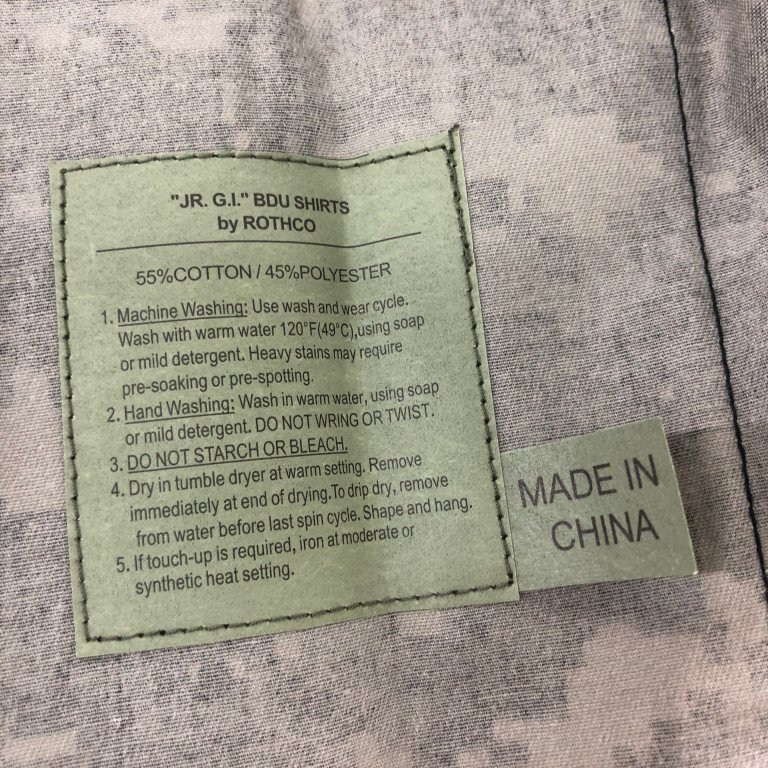 "JR. G.I." BDU SHIRTS
by ROTHCO
55%COTTON / 45%POLYESTER
1. Machine Washing: Use wash and wear cycle.
Wash with warm water 120°F(49°C),using soap
or mild detergent. Heavy stains may require
pre-soaking or pre-spotting.
2. Hand Washing: Wash in warm water, using soap
or mild detergent. DO NOT WRING OR TWIST.
3. DO NOT STARCH OR BLEACH.
4. Dry in tumble dryer at warm setting. Remove
immediately at end of drying.To drip dry, remove
from water before last spin cycle. Shape and hang.
5. If touch-up is required, iron at moderate or
synthetic heat setting.
MADE IN
CHINA